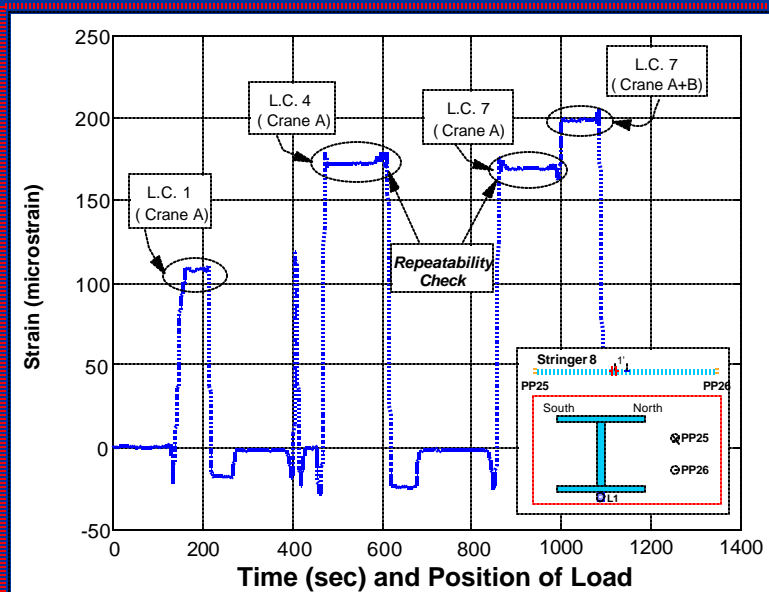 250
200
150
100
50
0
-50
Strain (microstrain)
L.C. 1
( Crane A)
L.C. 4
( Crane A)
L.C. 7
( Crane A)
L.C. 7
( Crane A+B)
Repeatability
Check
Stringer 8
1'
PP25
PP26
South
North
PP25
PP26
L1
0
200
400
600
800
1000
1200
1400
Time (sec) and Position of Load